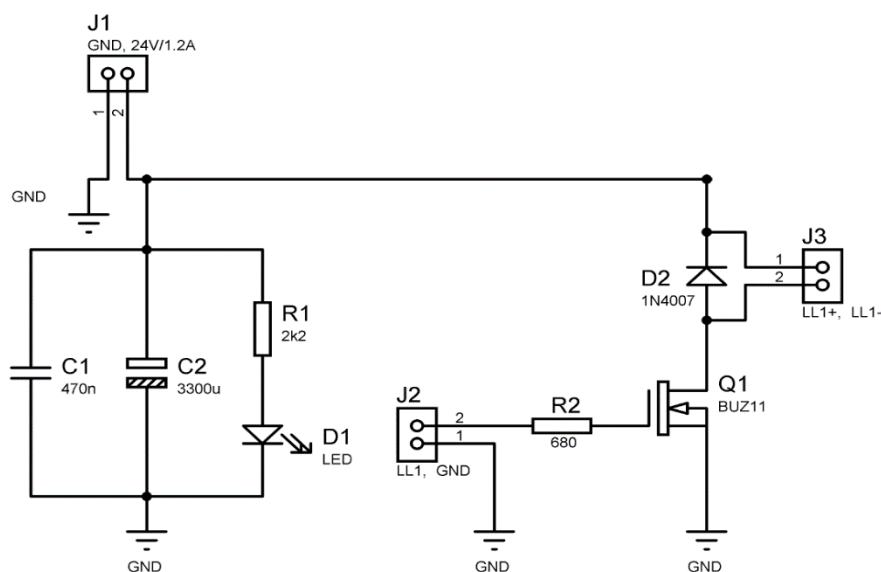 J1
GND, 24V/1.2A
1
2
GND
C1
470n
C2
3300u
R1
2k2
D1
LED
GND
J2
2
1
LL1, GND
R2
680
GND
D2
1N4007
J3
1
2
LL1+, LL1-
Q1
BUZ11
GND